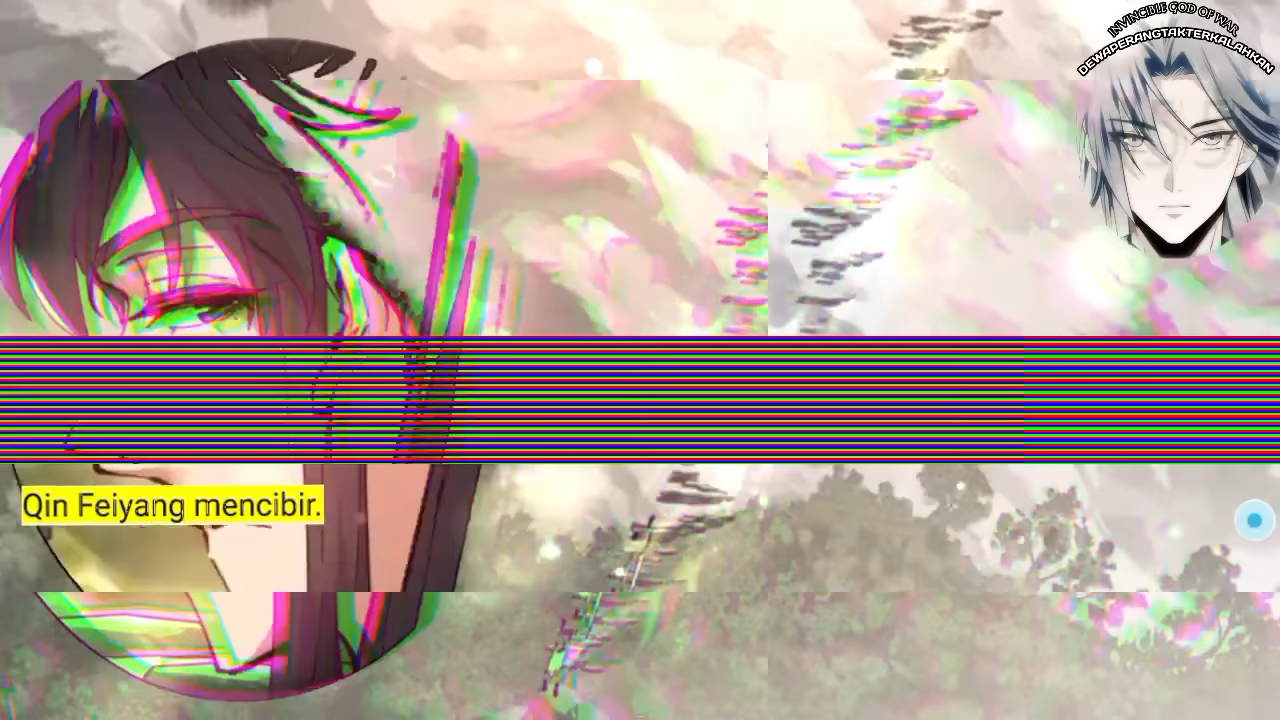 INVINCIBLE GOD OF WAR
DEWAPERANGTAKTERKALAHKAN
Qin Feiyang mencibir.